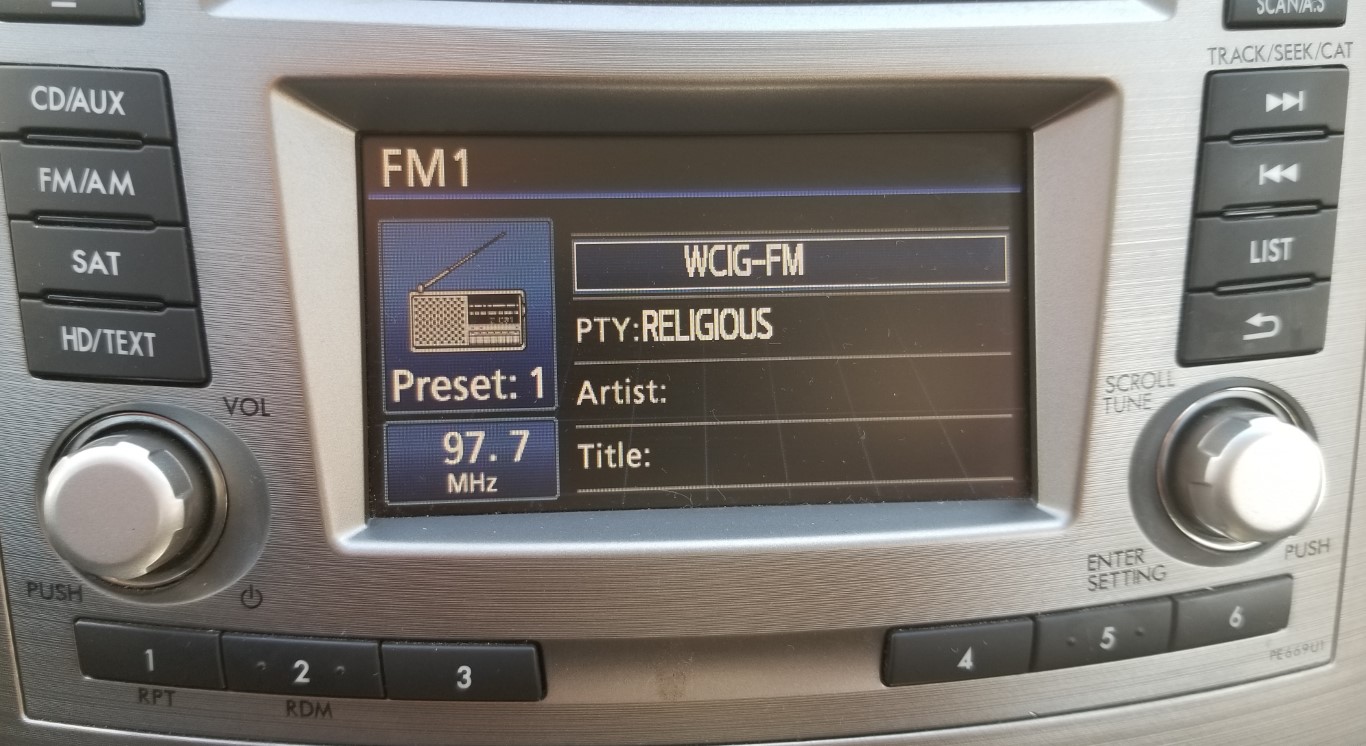 SCAN/A.S
TRACK/SEEK/CAT
CD/AUX
FM/AM
SAT
HD/TEXT
FM1
WCIG-FM
PTY:RELIGIOUS
Preset: 1
Artist:
97.7
MHz
Title:
LIST
VOL
PUSH
SCROLL
TUNE
ENTER
SETTING
PUSH
1
2
3
4
5
6
RPT
RDM
PE669U1